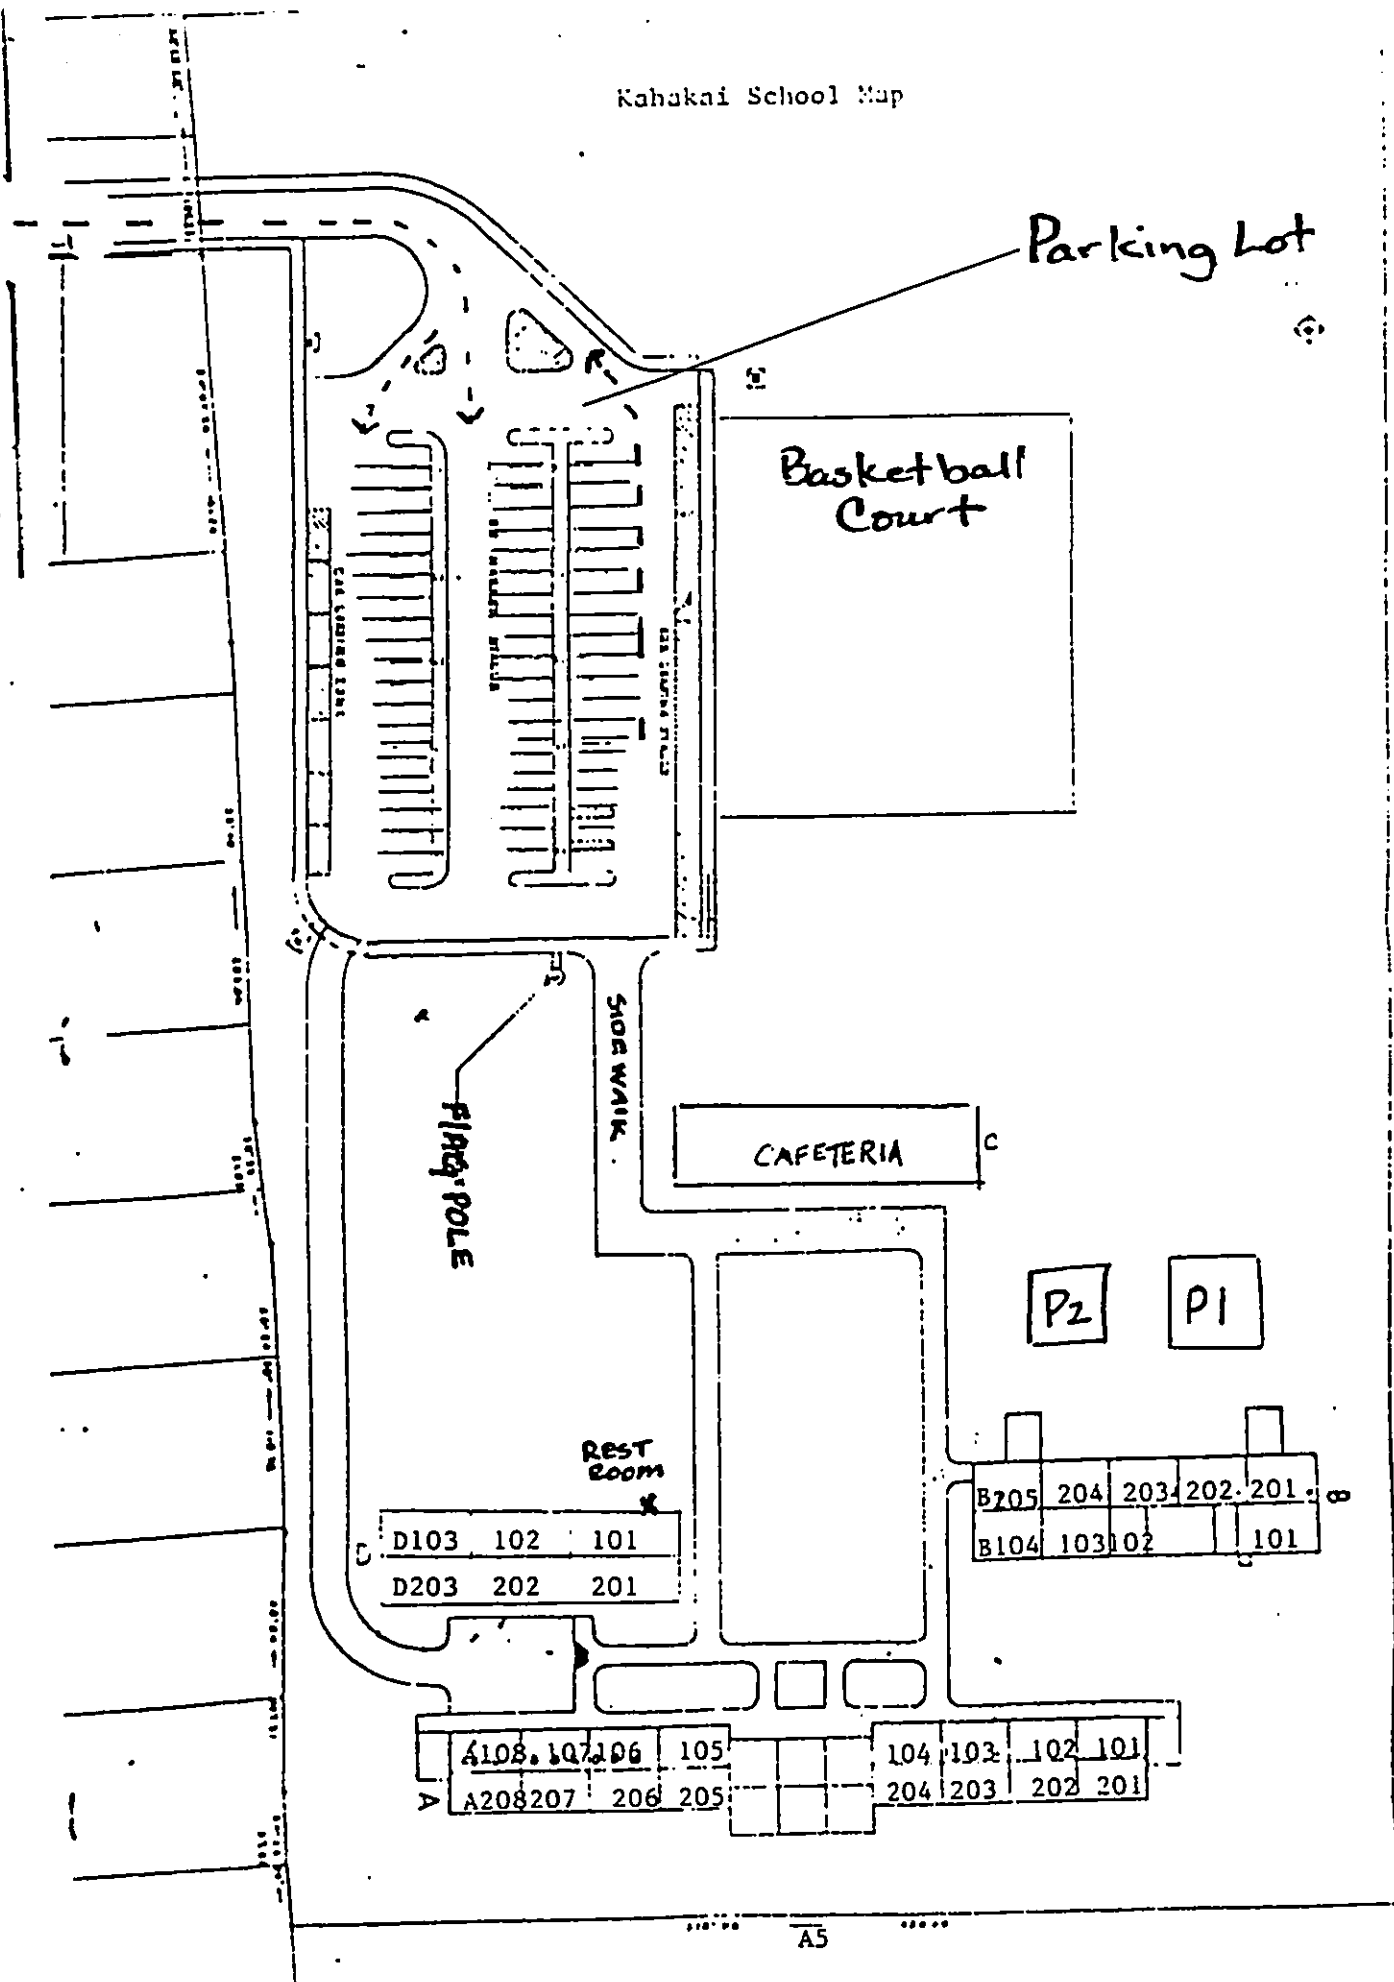 Kahakai School Map
Parking Lot
Basketball
Court
SIDEWALK
FLAG POLE
CAFETERIA
C
P2
P1
REST
ROOM
D103 102 101
D
D203 202 201
B205 204 203 202 201
B
B104 103 102 101
A108 107 106 105 104 103 102 101
A208 207 206 205 204 203 202 201
A
A5